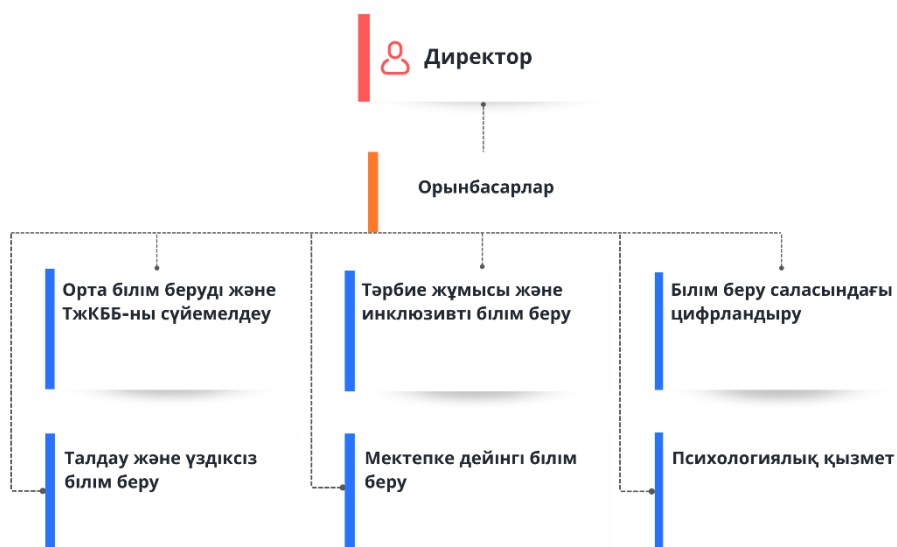 Директор
Орынбасарлар
Орта білім беруді және
ТжКББ-ны сүйемелдеу
Тәрбие жұмысы және
инклюзивті білім беру
Білім беру саласындағы
цифрландыру
Талдау және үздіксіз
білім беру
Мектепке дейінгі білім
беру
Психологиялық қызмет